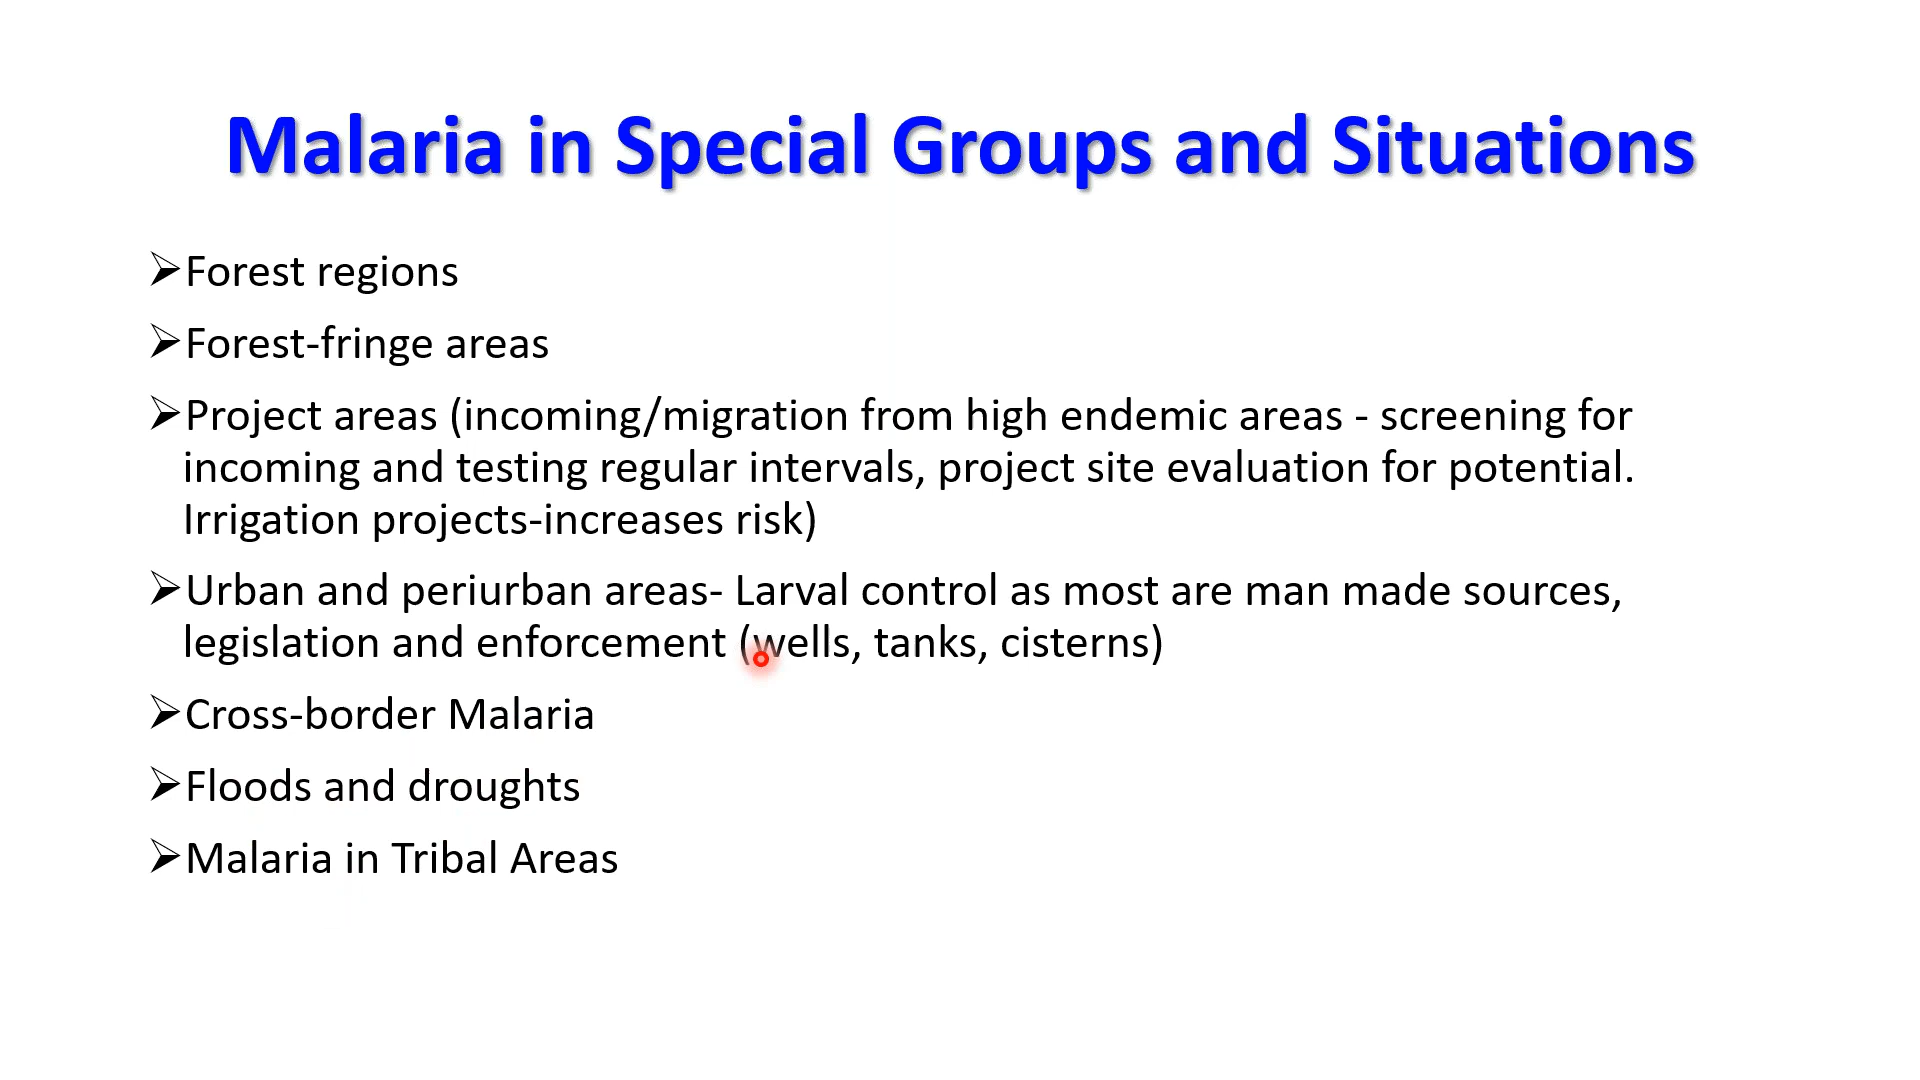 Malaria in Special Groups and Situations
➢Forest regions
➢Forest-fringe areas
➢Project areas (incoming/migration from high endemic areas - screening for
incoming and testing regular intervals, project site evaluation for potential.
Irrigation projects-increases risk)
➢Urban and periurban areas- Larval control as most are man made sources,
legislation and enforcement (wells, tanks, cisterns)
➢Cross-border Malaria
➢Floods and droughts
➢Malaria in Tribal Areas